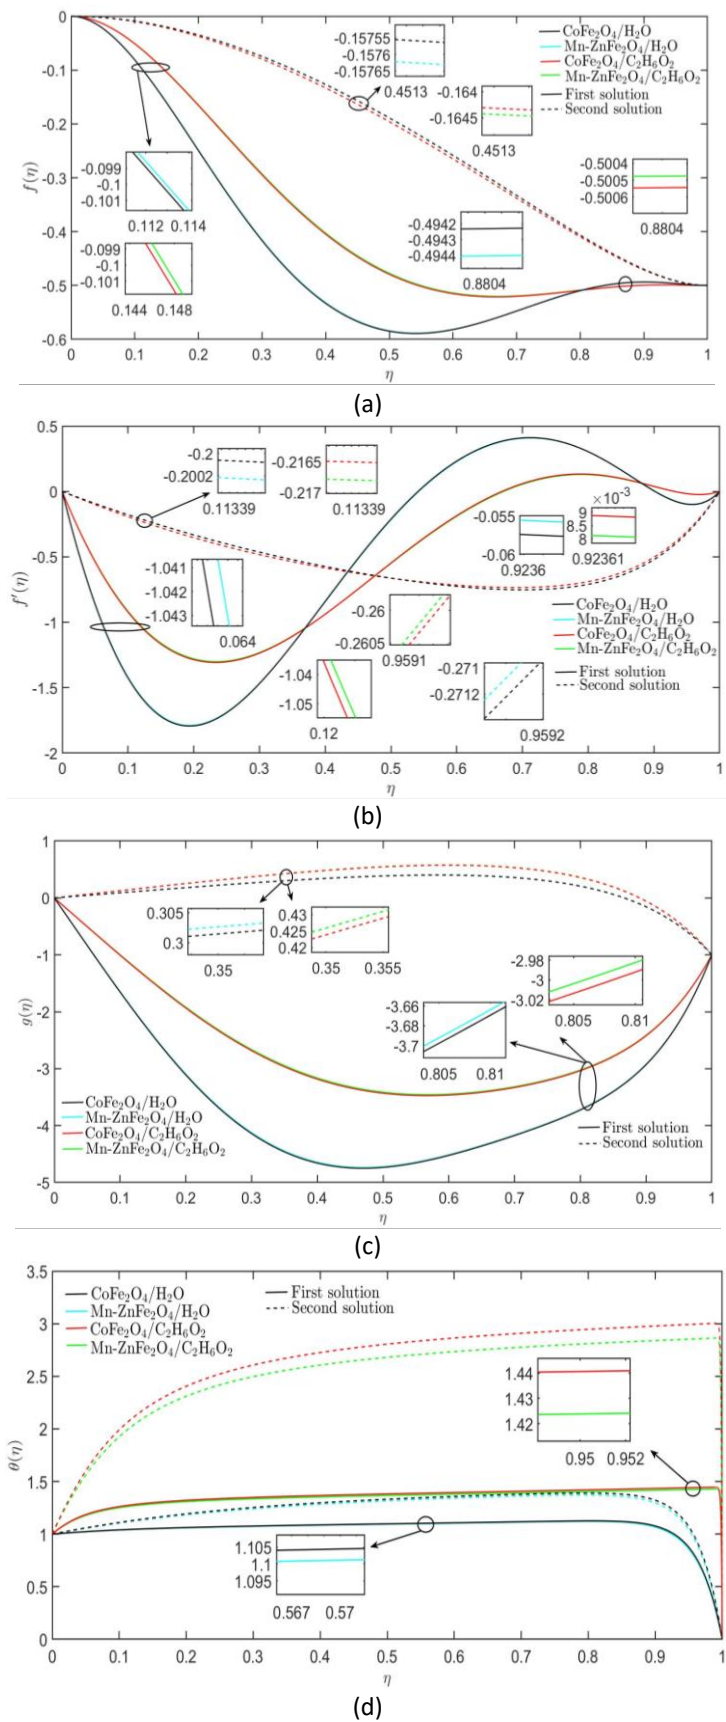 0
-0.1
-0.2
-0.3
-0.4
-0.5
-0.6
f(η)
-0.15755
-0.1576
-0.15765
0.4513
-0.164
-0.1645
0.4513
CoFe₂O₄/H₂O
Mn-ZnFe₂O₄/H₂O
CoFe₂O₄/C₂H₆O₂
Mn-ZnFe₂O₄/C₂H₆O₂
First solution
Second solution
-0.099
-0.1
-0.101
0.112 0.114
-0.099
-0.1
-0.101
0.144 0.148
-0.4942
-0.4943
-0.4944
0.8804
-0.5004
-0.5005
-0.5006
0.8804
0 0.1 0.2 0.3 0.4 0.5 0.6 0.7 0.8 0.9 1
η
(a)
0.5
0
-0.5
-1
-1.5
-2
f′(η)
-0.2
-0.2002
0.11339
-0.2165
-0.217
0.11339
-0.055
-0.06
0.9236
×10⁻³
9
8.5
8
0.92361
-1.041
-1.042
-1.043
0.064
-0.26
-0.2605
0.9591
-1.04
-1.05
0.12
-0.271
-0.2712
0.9592
CoFe₂O₄/H₂O
Mn-ZnFe₂O₄/H₂O
CoFe₂O₄/C₂H₆O₂
Mn-ZnFe₂O₄/C₂H₆O₂
First solution
Second solution
0 0.1 0.2 0.3 0.4 0.5 0.6 0.7 0.8 0.9 1
η
(b)
1
0
-1
-2
-3
-4
-5
g(η)
0.305
0.3
0.35
0.43
0.425
0.42
0.35 0.355
-3.66
-3.68
-3.7
0.805 0.81
-2.98
-3
-3.02
0.805 0.81
CoFe₂O₄/H₂O
Mn-ZnFe₂O₄/H₂O
CoFe₂O₄/C₂H₆O₂
Mn-ZnFe₂O₄/C₂H₆O₂
First solution
Second solution
0 0.1 0.2 0.3 0.4 0.5 0.6 0.7 0.8 0.9 1
η
(c)
3.5
3
2.5
2
1.5
1
0.5
0
θ(η)
CoFe₂O₄/H₂O
Mn-ZnFe₂O₄/H₂O
CoFe₂O₄/C₂H₆O₂
Mn-ZnFe₂O₄/C₂H₆O₂
First solution
Second solution
1.44
1.43
1.42
0.95 0.952
1.105
1.1
1.095
0.567 0.57
0 0.1 0.2 0.3 0.4 0.5 0.6 0.7 0.8 0.9 1
η
(d)